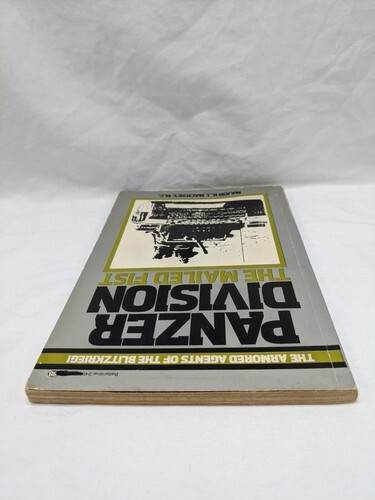 THE ARMORED AGENTS OF THE BLITZKRIEG!
PANZER
DIVISION
THE MAILED FIST
MAJOR K.J. MACKSEY, M.C.